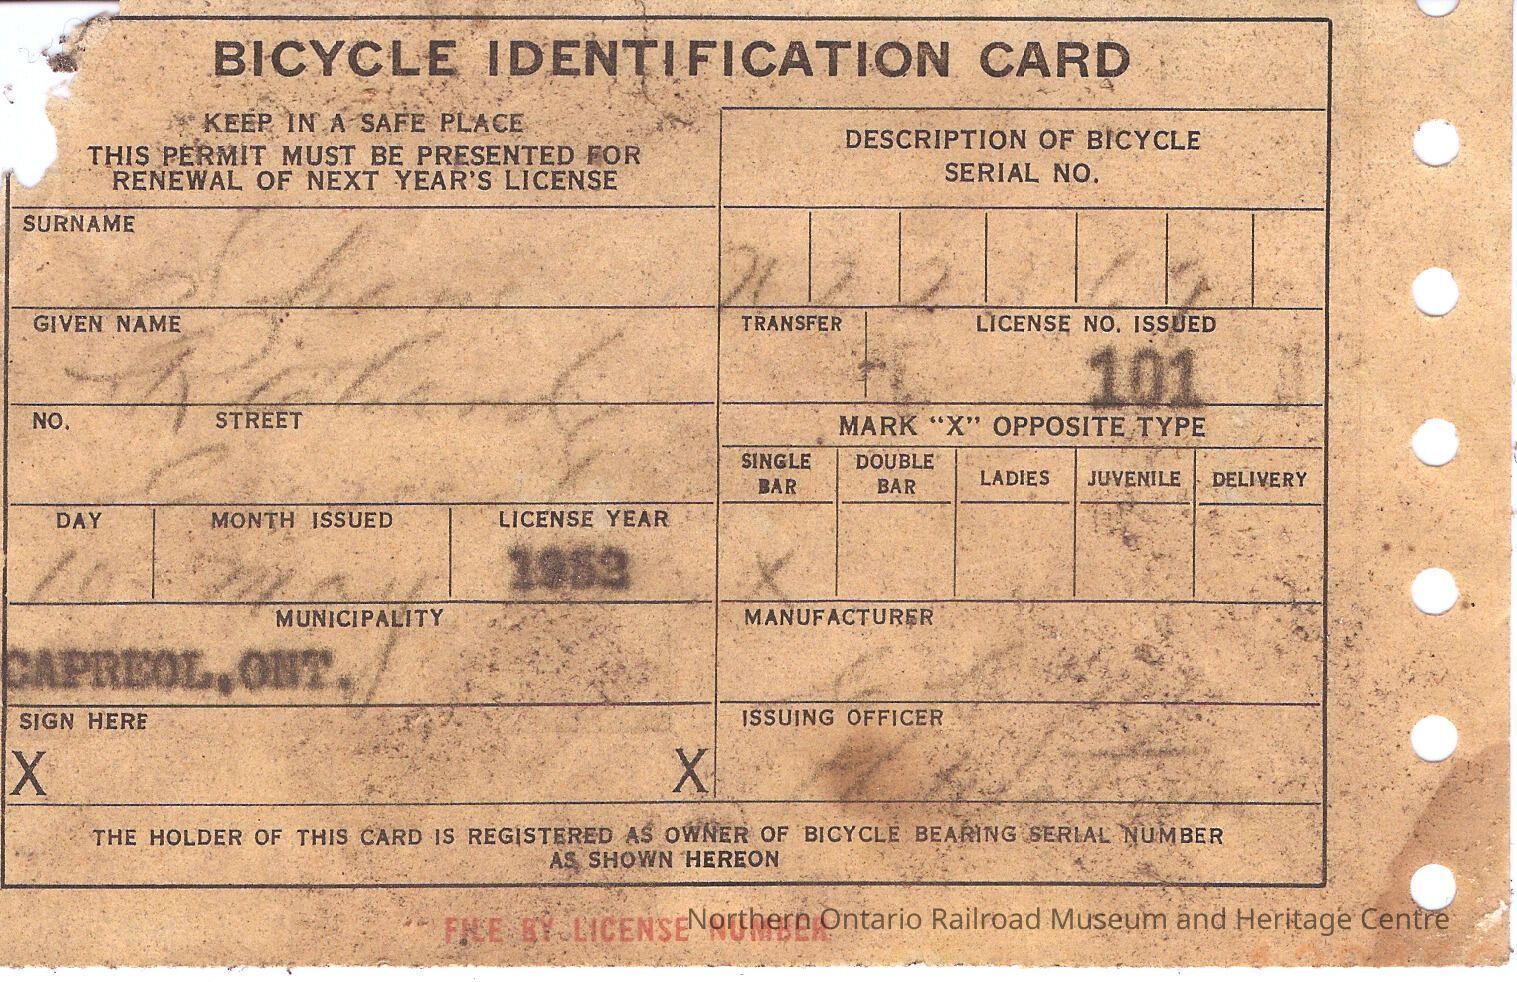 BICYCLE IDENTIFICATION CARD
KEEP IN A SAFE PLACE
THIS PERMIT MUST BE PRESENTED FOR
RENEWAL OF NEXT YEAR'S LICENSE
DESCRIPTION OF BICYCLE
SERIAL NO.
SURNAME
GIVEN NAME
TRANSFER LICENSE NO. ISSUED
101
NO. STREET
MARK "X" OPPOSITE TYPE
SINGLE BAR DOUBLE BAR LADIES JUVENILE DELIVERY
X
DAY MONTH ISSUED LICENSE YEAR
10 May 1953
MUNICIPALITY
CAPREOL, ONT.
MANUFACTURER
SIGN HERE
X X
ISSUING OFFICER
THE HOLDER OF THIS CARD IS REGISTERED AS OWNER OF BICYCLE BEARING SERIAL NUMBER
AS SHOWN HEREON
FILE BY LICENSE NUMBER
Northern Ontario Railroad Museum and Heritage Centre